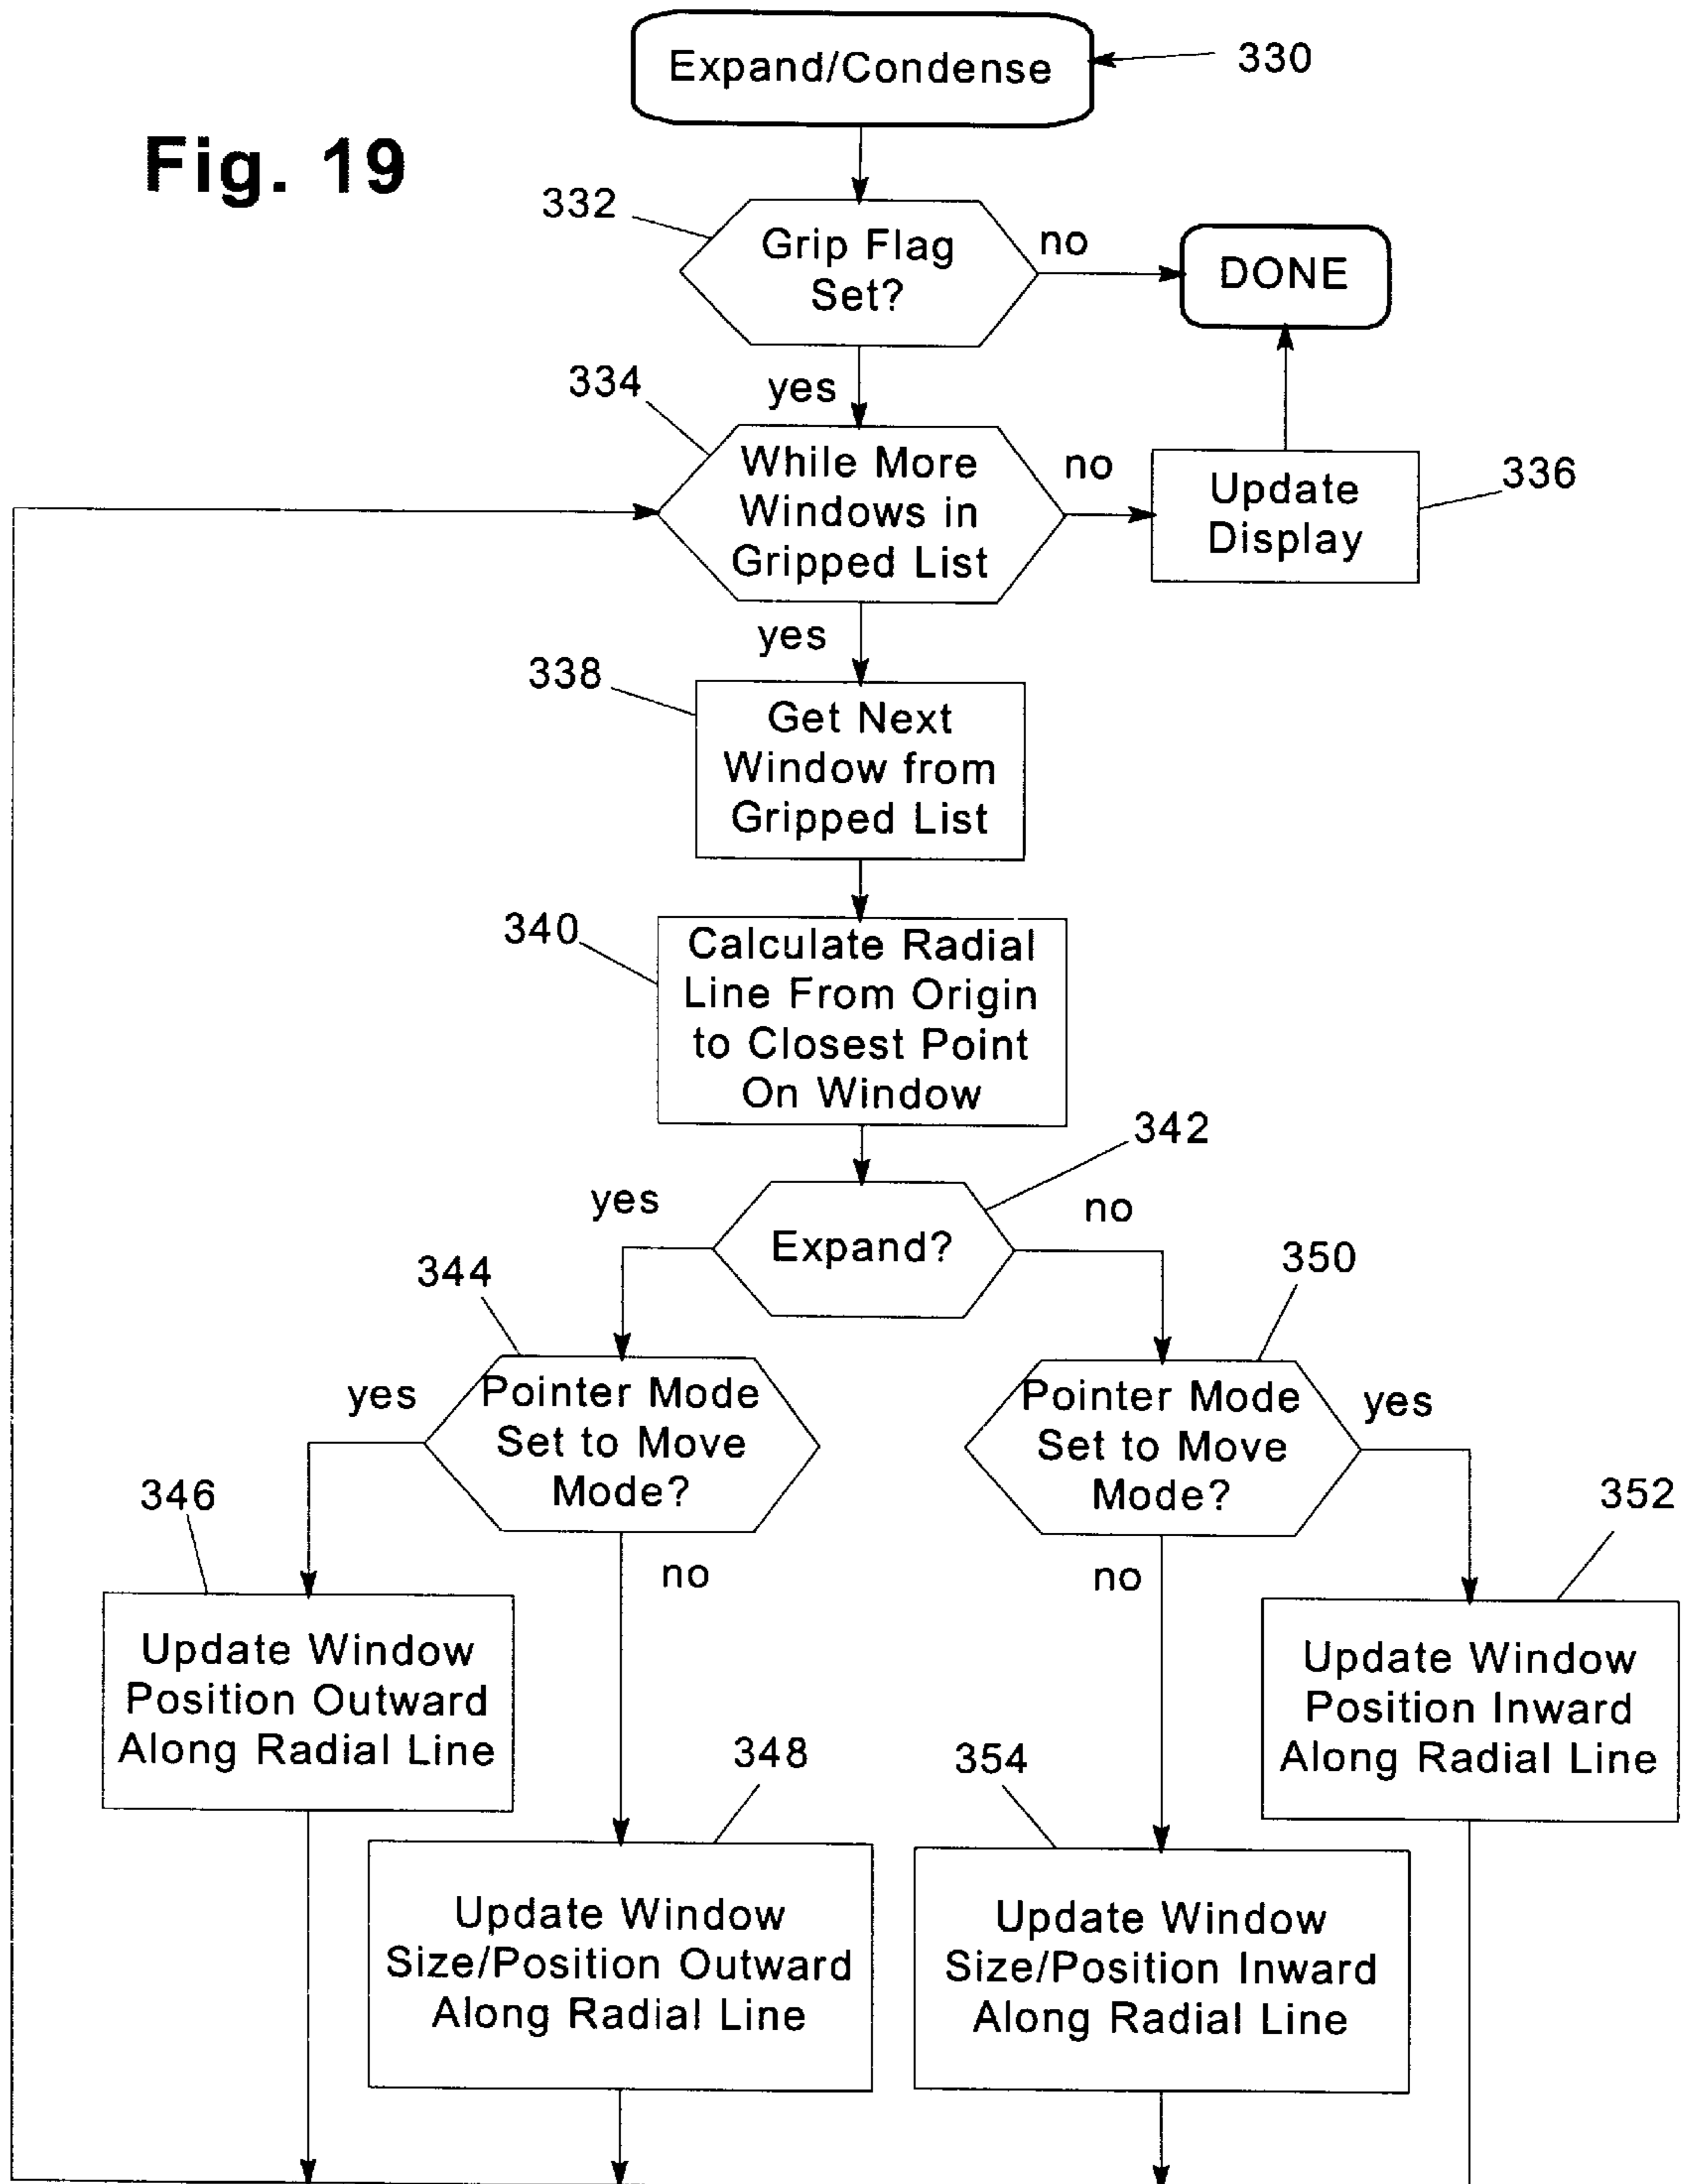 Expand/Condense
330
Fig. 19
332
Grip Flag
Set?
no
DONE
yes
334
While More
Windows in
Gripped List
no
Update
Display
336
yes
338
Get Next
Window from
Gripped List
340
Calculate Radial
Line From Origin
to Closest Point
On Window
342
yes
Expand?
no
344
350
yes
Pointer Mode
Set to Move
Mode?
Pointer Mode
Set to Move
Mode?
yes
346
no
no
352
Update Window
Position Outward
Along Radial Line
Update Window
Position Inward
Along Radial Line
348
354
Update Window
Size/Position Outward
Along Radial Line
Update Window
Size/Position Inward
Along Radial Line